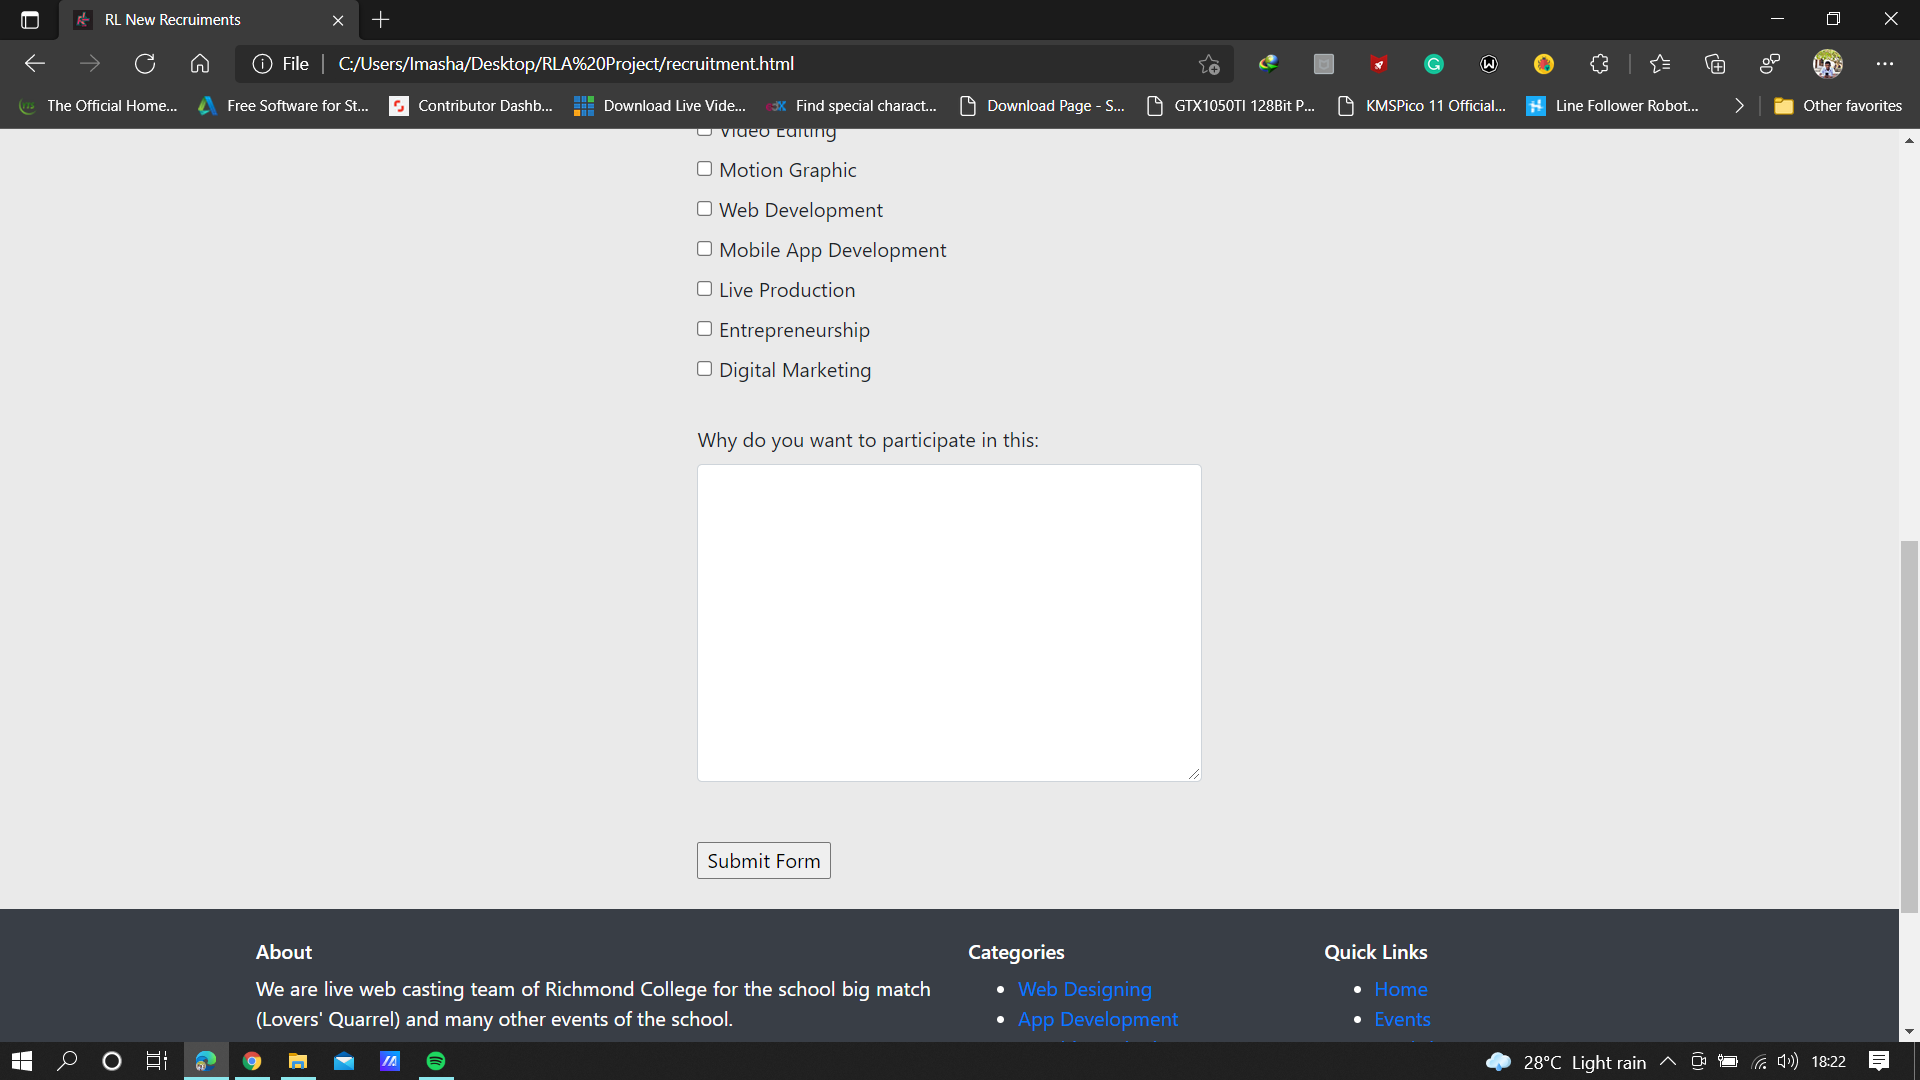 RL New Recruiments
File
C:/Users/Imasha/Desktop/RLA%20Project/recruitment.html
The Official Home...
Free Software for St...
Contributor Dashb...
Download Live Vide...
Find special charact...
Download Page - S...
GTX1050TI 128Bit P...
KMSPico 11 Official...
Line Follower Robot...
Other favorites
Video Editing
Motion Graphic
Web Development
Mobile App Development
Live Production
Entrepreneurship
Digital Marketing
Why do you want to participate in this:
Submit Form
About
We are live web casting team of Richmond College for the school big match
(Lovers' Quarrel) and many other events of the school.
Categories
Web Designing
App Development
Quick Links
Home
Events
28°C Light rain
18:22